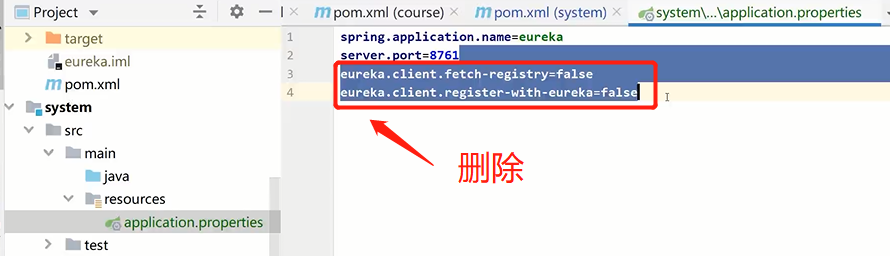 Project
pom.xml (course)
pom.xml (system)
system\...\application.properties
target
eureka.iml
pom.xml
system
src
main
java
resources
application.properties
test
1 spring.application.name=eureka
2 server.port=8761
3 eureka.client.fetch-registry=false
4 eureka.client.register-with-eureka=false
删除